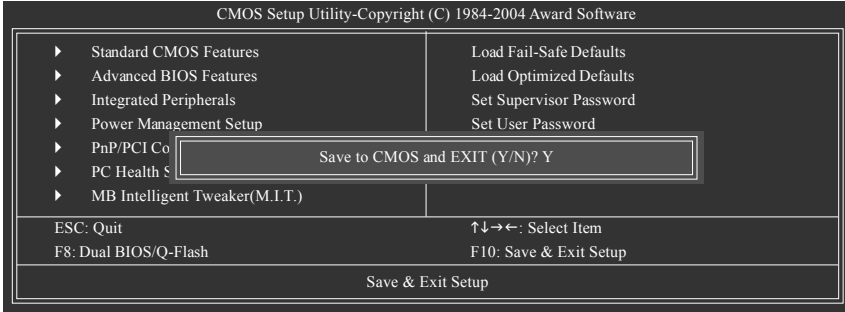 CMOS Setup Utility-Copyright (C) 1984-2004 Award Software
Standard CMOS Features
Advanced BIOS Features
Integrated Peripherals
Power Management Setup
PnP/PCI Co
PC Health S
MB Intelligent Tweaker(M.I.T.)
Load Fail-Safe Defaults
Load Optimized Defaults
Set Supervisor Password
Set User Password
Save to CMOS and EXIT (Y/N)? Y
ESC: Quit
↑↓→←: Select Item
F8: Dual BIOS/Q-Flash
F10: Save & Exit Setup
Save & Exit Setup